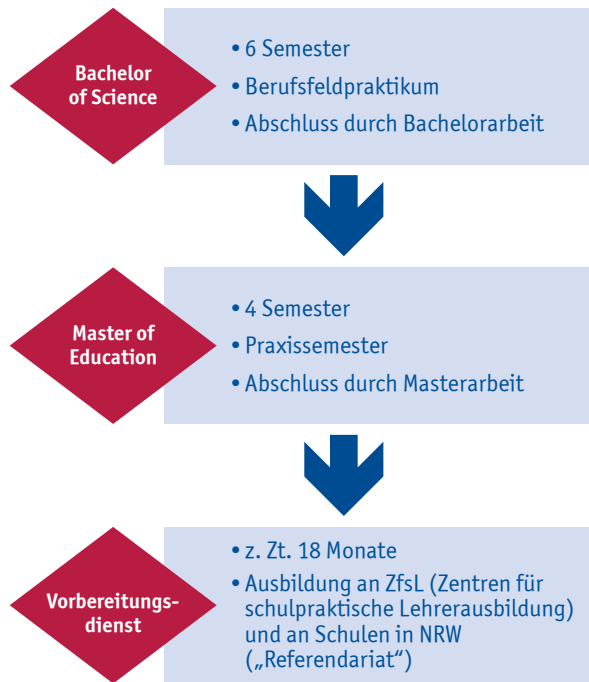 Bachelor
of Science
• 6 Semester
• Berufsfeldpraktikum
• Abschluss durch Bachelorarbeit
Master of
Education
• 4 Semester
• Praxissemester
• Abschluss durch Masterarbeit
Vorbereitungs-
dienst
• z. Zt. 18 Monate
• Ausbildung an ZfsL (Zentren für
schulpraktische Lehrerausbildung)
und an Schulen in NRW
(„Referendariat“)